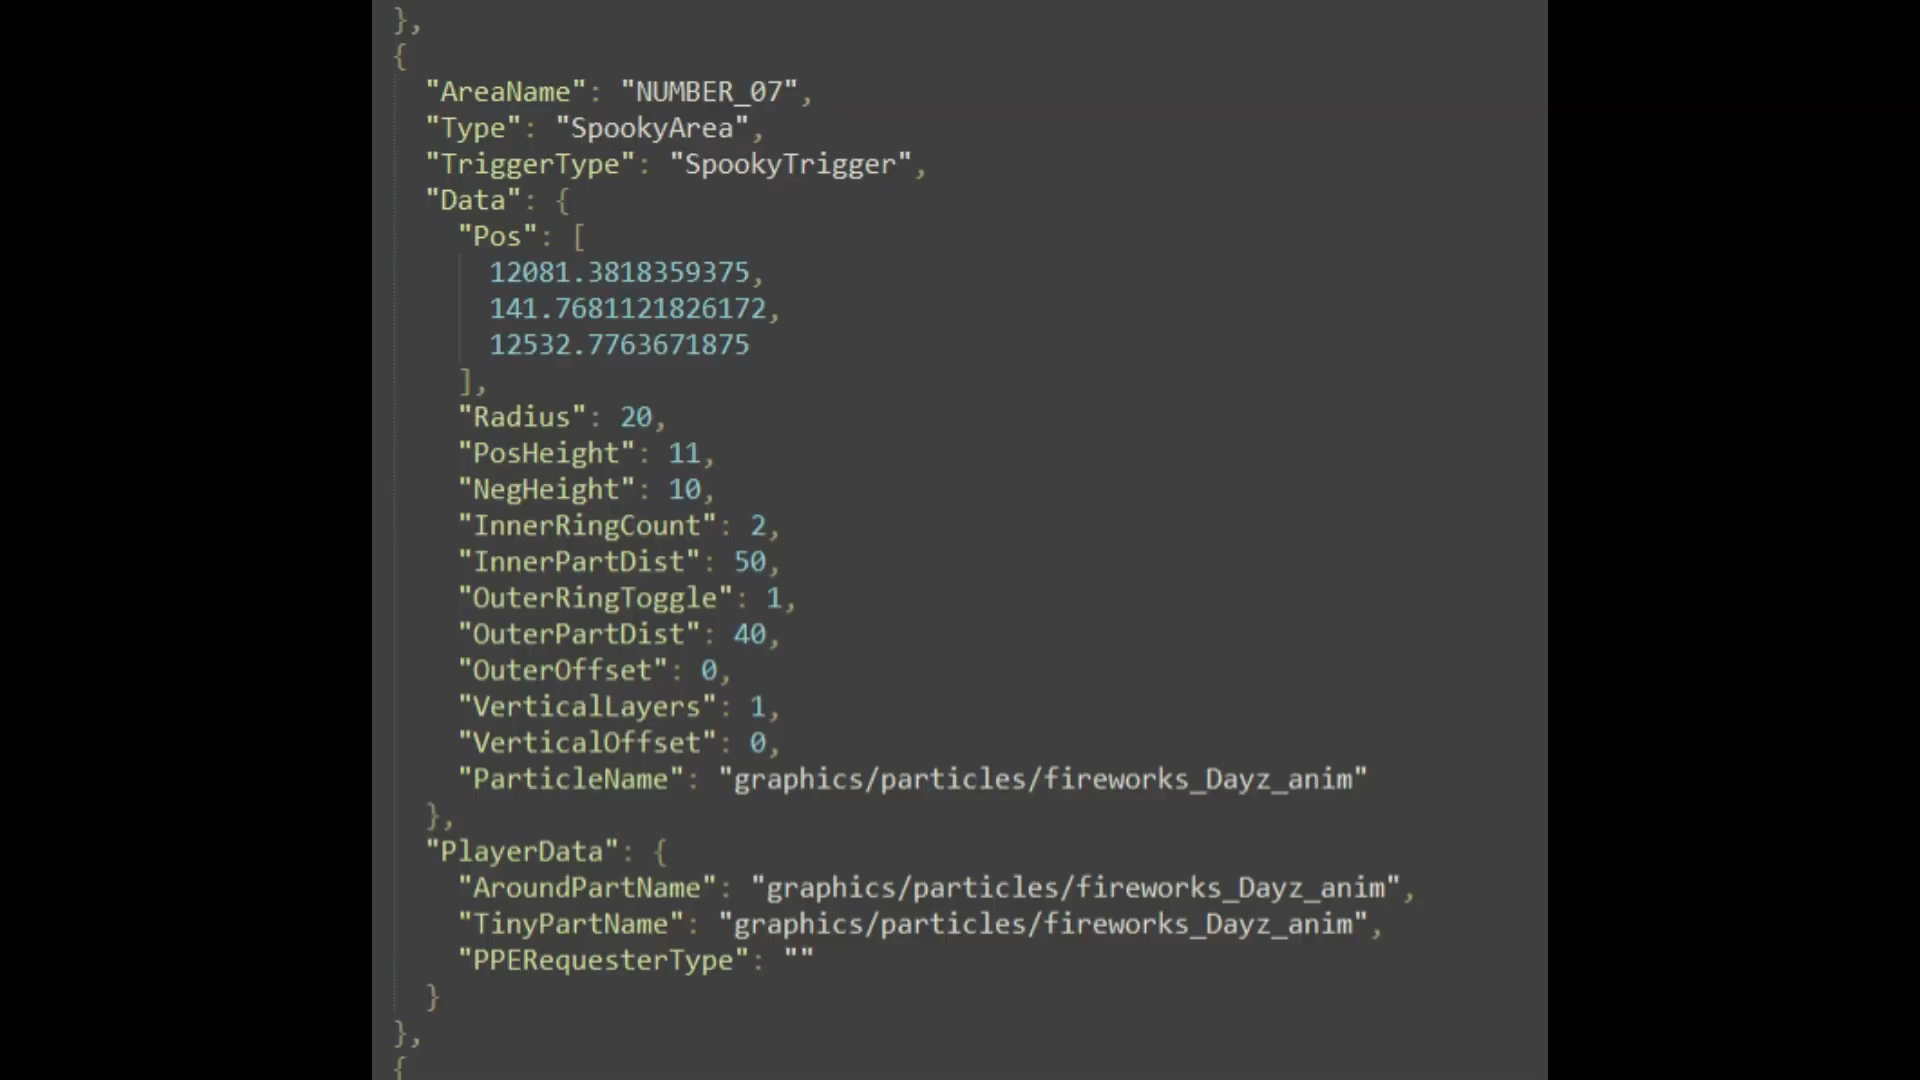 },
{
"AreaName": "NUMBER_07",
"Type": "SpookyArea",
"TriggerType": "SpookyTrigger",
"Data": {
"Pos": [
12081.3818359375,
141.7681121826172,
12532.7763671875
],
"Radius": 20,
"PosHeight": 11,
"NegHeight": 10,
"InnerRingCount": 2,
"InnerPartDist": 50,
"OuterRingToggle": 1,
"OuterPartDist": 40,
"OuterOffset": 0,
"VerticalLayers": 1,
"VerticalOffset": 0,
"ParticleName": "graphics/particles/fireworks_Dayz_anim"
},
"PlayerData": {
"AroundPartName": "graphics/particles/fireworks_Dayz_anim",
"TinyPartName": "graphics/particles/fireworks_Dayz_anim",
"PPERequesterType": ""
}
},
{